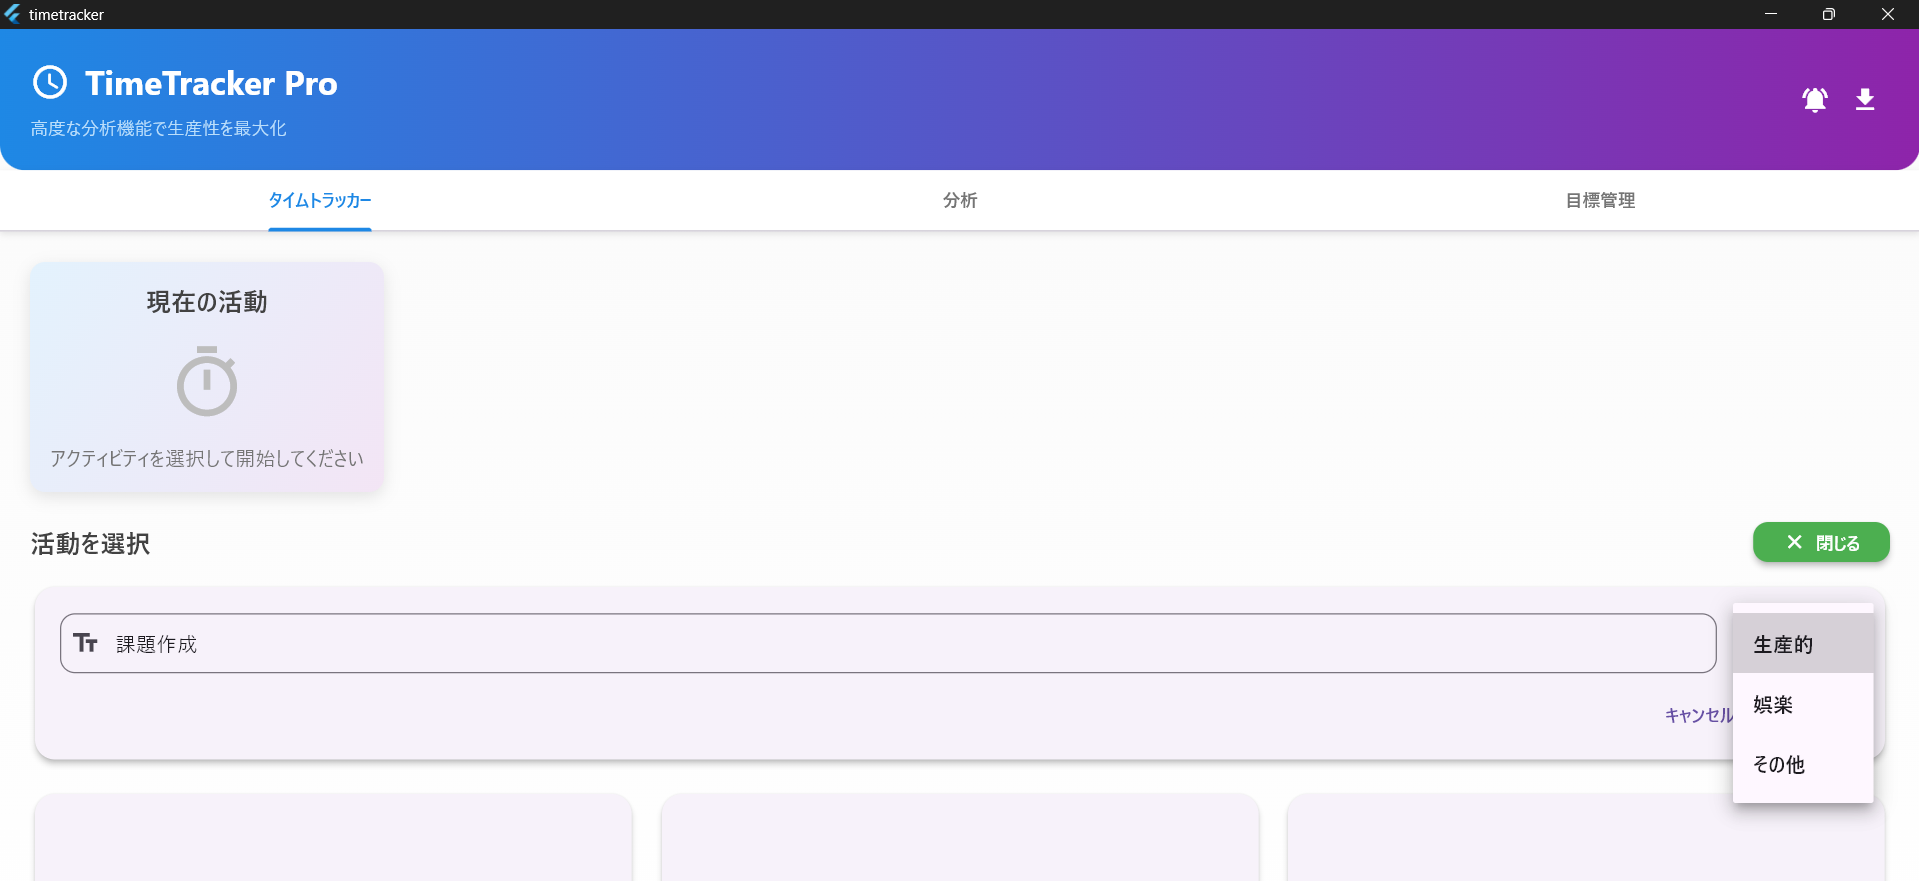 timetracker
TimeTracker Pro
高度な分析機能で生産性を最大化
タイムトラッカー
分析
目標管理
現在の活動
アクティビティを選択して開始してください
活動を選択
閉じる
課題作成
生産的
キャンセル
娯楽
その他